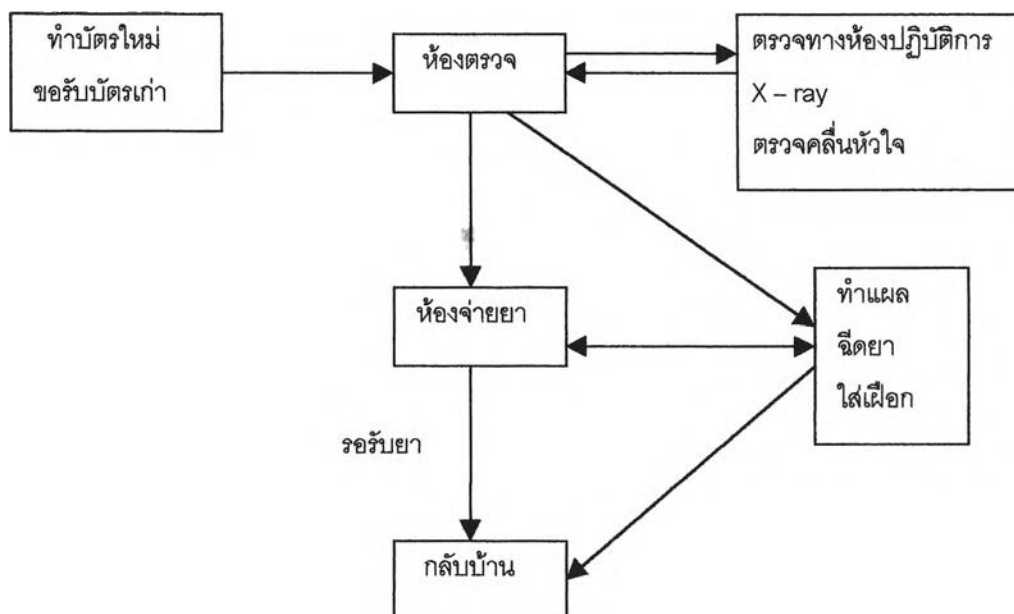 ทำบัตรใหม่
ขอรับบัตรเก่า
ห้องตรวจ
ตรวจทางห้องปฏิบัติการ
X – ray
ตรวจคลื่นหัวใจ
ห้องจ่ายยา
ทำแผล
ฉีดยา
ใส่เฝือก
รอรับยา
กลับบ้าน